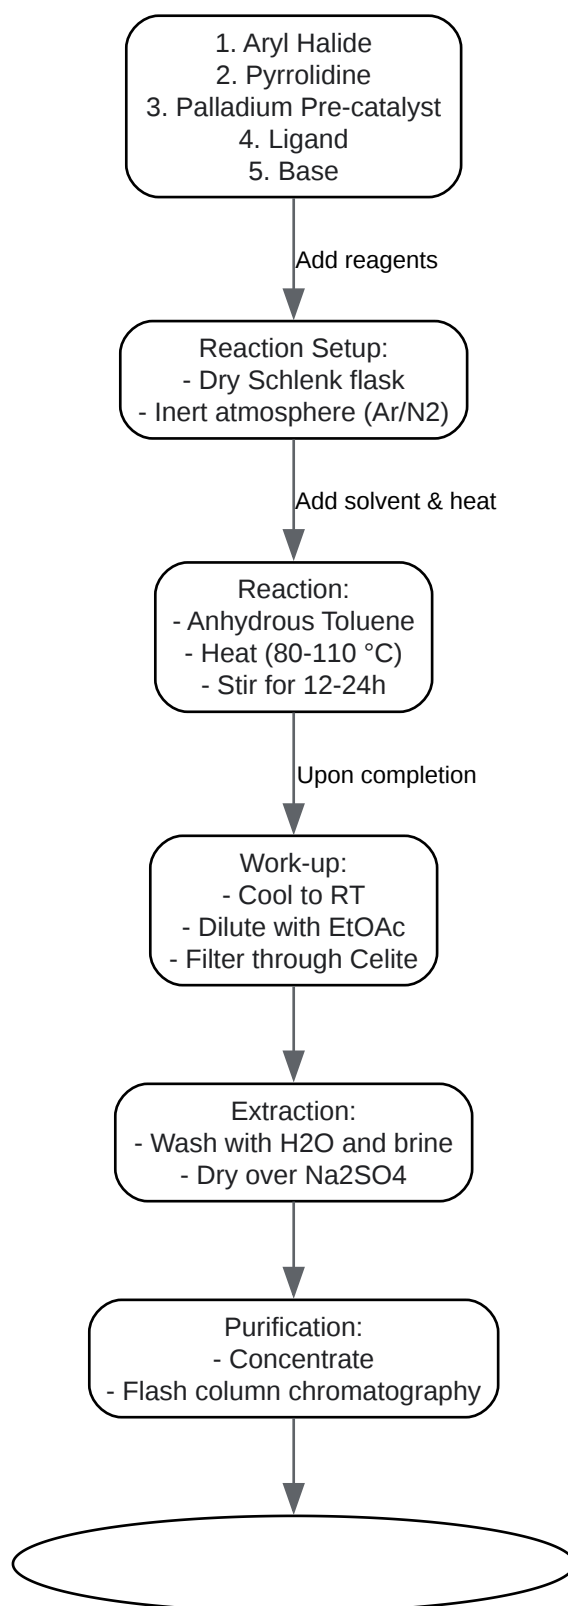 1. Aryl Halide
2. Pyrrolidine
3. Palladium Pre-catalyst
4. Ligand
5. Base
Add reagents
Reaction Setup:
- Dry Schlenk flask
- Inert atmosphere (Ar/N2)
Add solvent & heat
Reaction:
- Anhydrous Toluene
- Heat (80-110 °C)
- Stir for 12-24h
Upon completion
Work-up:
- Cool to RT
- Dilute with EtOAc
- Filter through Celite
Extraction:
- Wash with H2O and brine
- Dry over Na2SO4
Purification:
- Concentrate
- Flash column chromatography